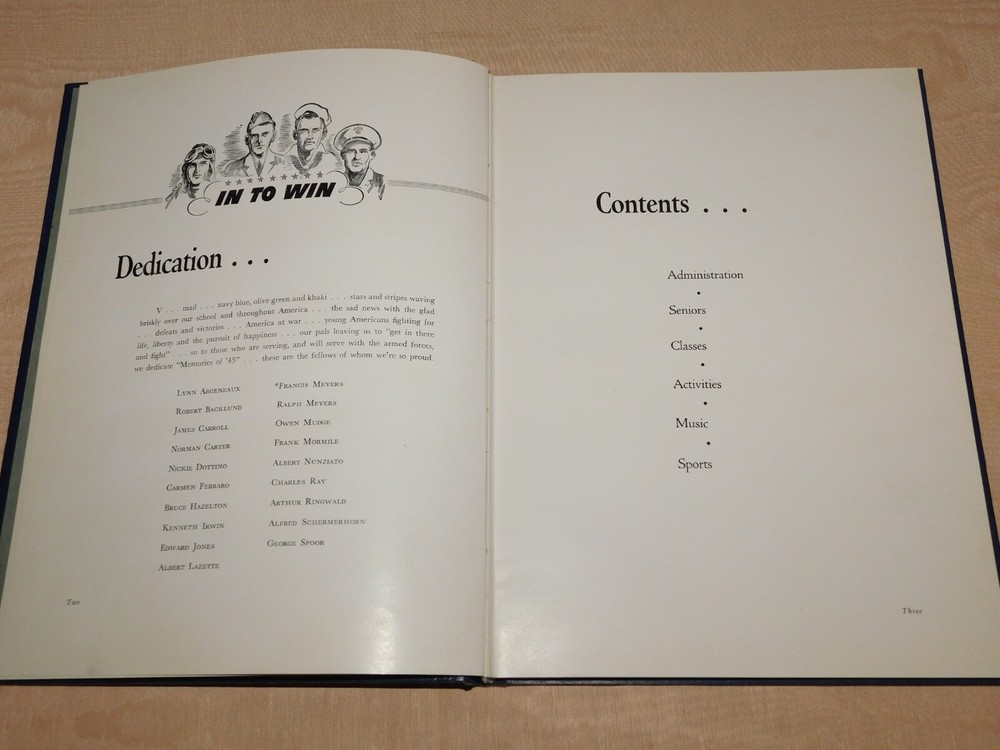 IN TO WIN
Dedication . . .
V . . . mail . . . navy blue, olive green and khaki . . . stars and stripes waving
briskly over our school and throughout America . . . the sad news with the glad
. . . defeats and victories . . . America at war . . . young Americans fighting for
life, liberty and the pursuit of happiness . . . our pals leaving us to "get in there
and fight" . . . so to those who are serving, and will serve with the armed forces,
we dedicate "Memories of '45" . . . these are the fellows of whom we're so proud.
Lynn Argeneaux
Robert Backlund
James Carroll
Norman Carter
Nickie Dottino
Carmen Ferraro
Bruce Hazelton
Kenneth Irwin
Edward Jones
Albert Lazette
*Francis Meyers
Ralph Meyers
Owen Mudge
Frank Mormile
Albert Nunziato
Charles Ray
Arthur Ringwald
Alfred Schermerhorn
George Spoor
Two
Contents . . .
Administration
•
Seniors
•
Classes
•
Activities
•
Music
•
Sports
Three